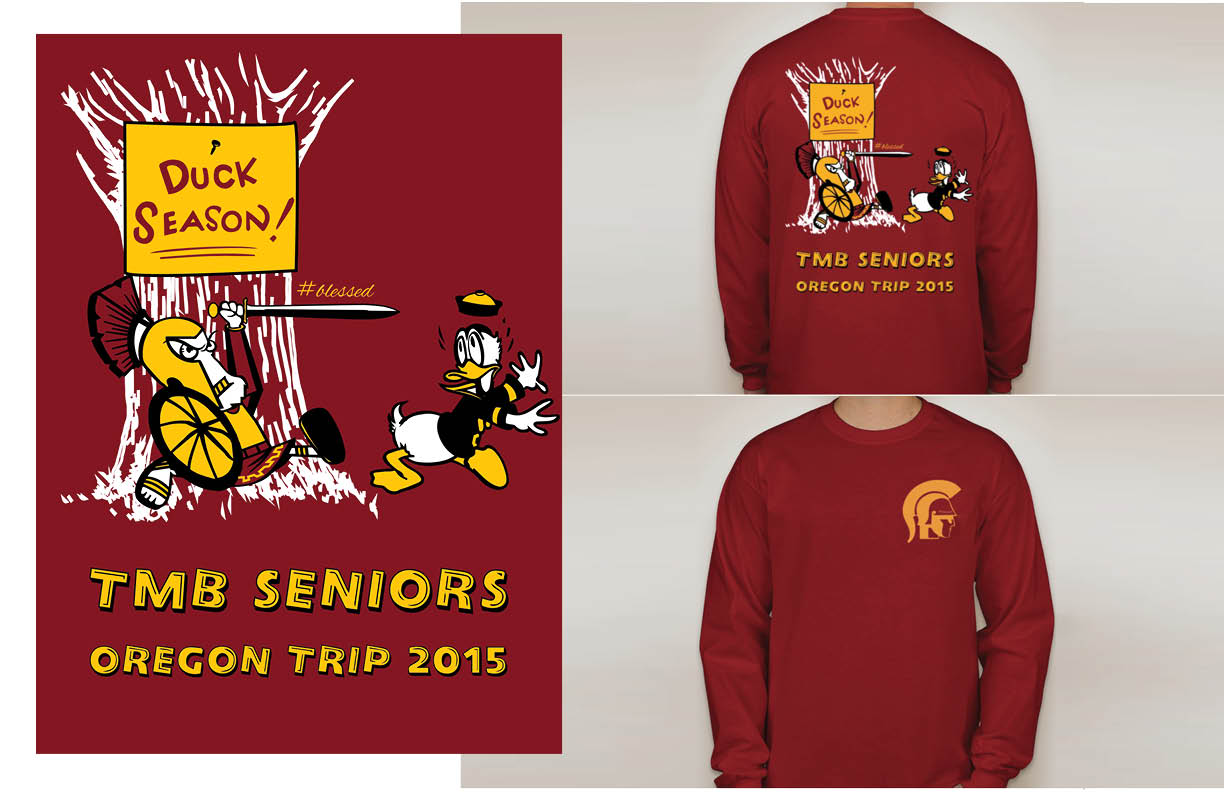 DUCK
SEASON!
#blessed
TMB SENIORS
OREGON TRIP 2015
DUCK
SEASON!
#blessed
TMB SENIORS
OREGON TRIP 2015